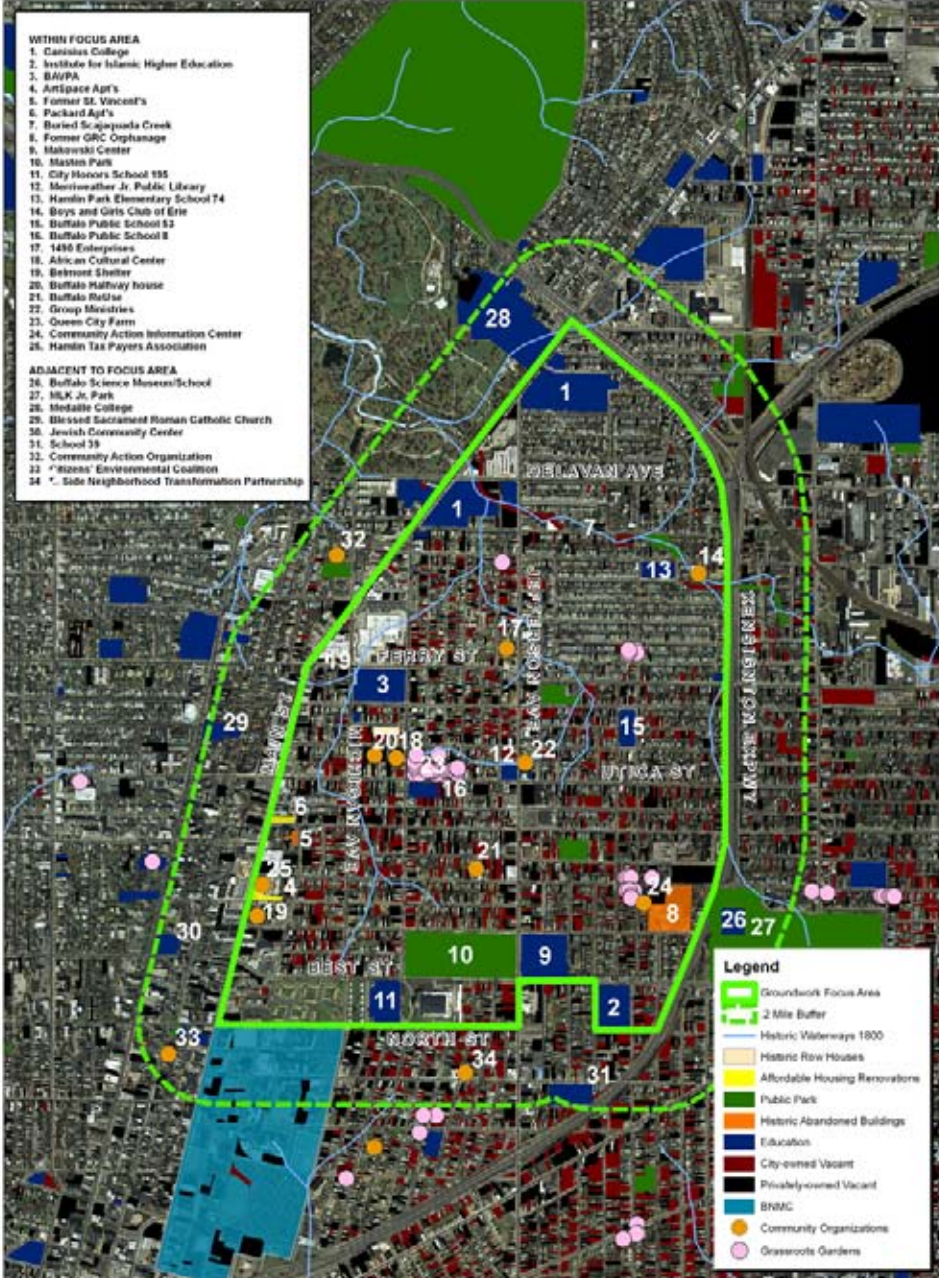 WITHIN FOCUS AREA
1. Canisius College
2. Institute for Islamic Higher Education
3. BAVPA
4. ArtSpace Apt's
5. Former St. Vincent's
6. Packard Apt's
7. Buried Scajaquada Creek
8. Former GRC Orphanage
9. Makowski Center
10. Masten Park
11. City Honors School 195
12. Merriweather Jr. Public Library
13. Hamlin Park Elementary School 74
14. Boys and Girls Club of Erie
15. Buffalo Public School 53
16. Buffalo Public School 8
17. 1490 Enterprises
18. African Cultural Center
19. Belmont Shelter
20. Buffalo Halfway house
21. Buffalo ReUse
22. Group Ministries
23. Queen City Farm
24. Community Action Information Center
25. Hamlin Tax Payers Association
ADJACENT TO FOCUS AREA
26. Buffalo Science Museum/School
27. MLK Jr. Park
28. Medaille College
29. Blessed Sacrament Roman Catholic Church
30. Jewish Community Center
31. School 39
32. Community Action Organization
33 Citizens' Environmental Coalition
34 Side Neighborhood Transformation Partnership
28
1
DELAVAN AVE
1
7
32
13
14
17
JEFFERSON AVE
KENSINGTON EXPWY
19
FERRY ST
3
29
MAIN ST
15
20 18
12
22
23
16
UTICA ST
MICHIGAN AVE
6
5
21
25
4
24
19
8
26
27
30
10
9
BEST ST
11
2
NORTH ST
33
34
31
Legend
Groundwork Focus Area
.2 Mile Buffer
Historic Waterways 1800
Historic Row Houses
Affordable Housing Renovations
Public Park
Historic Abandoned Buildings
Education
City-owned Vacant
Privately-owned Vacant
BNMC
Community Organizations
Grassroots Gardens